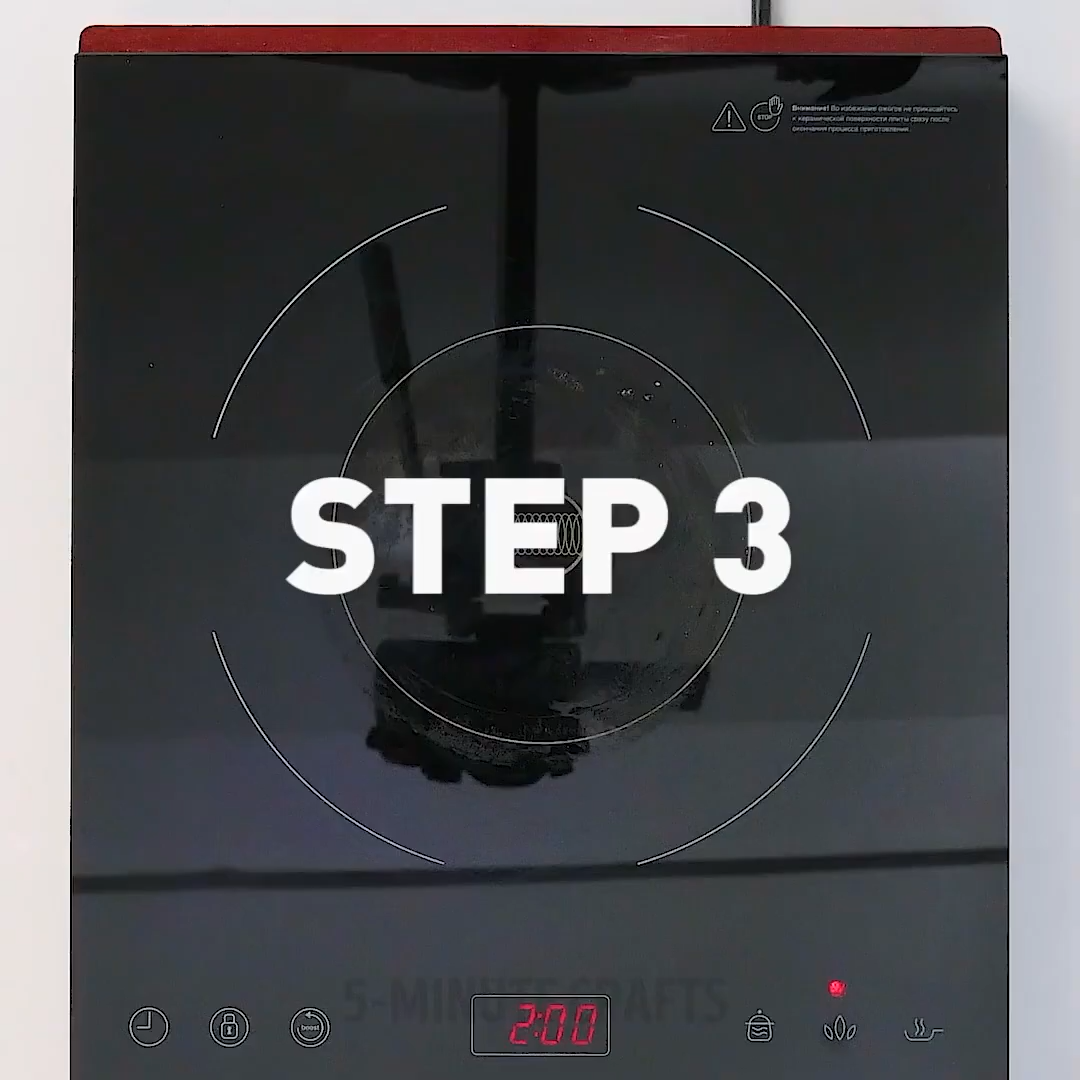 STOP
Внимание! Во избежание ожогов не прикасайтесь
к керамической поверхности плиты сразу после
окончания процесса приготовления.
STEP 3
5-MINUTE CRAFTS
boost
2:00